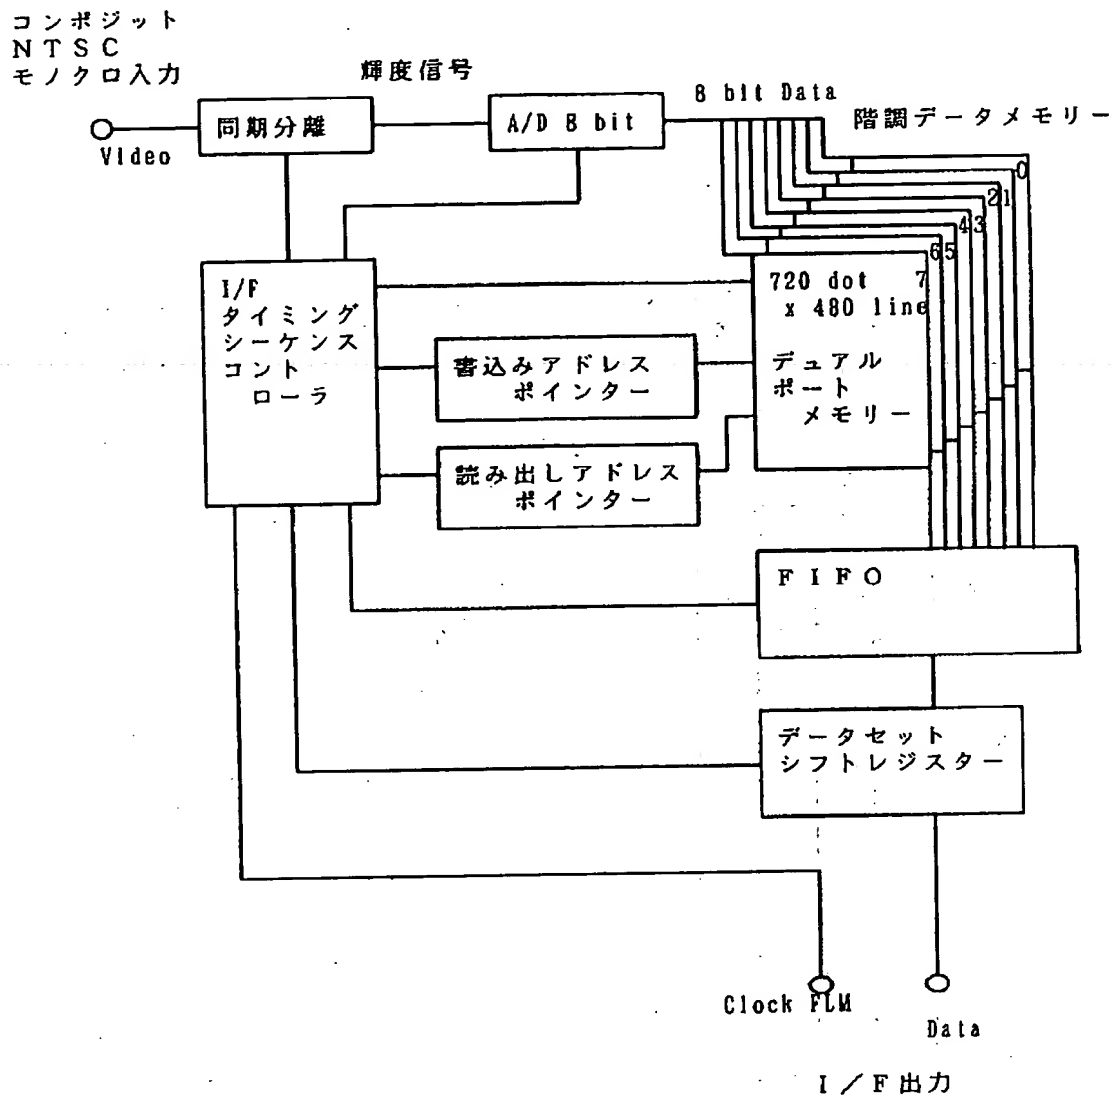 コンポジット
NTSC
モノクロ入力
輝度信号
8 bit Data
階調データメモリー
同期分離
A/D 8 bit
Video
0
1
2
3
4
5
6
7
I/F
タイミング
シーケンス
コント
ローラ
720 dot
x 480 line
デュアル
ポート
メモリー
書込みアドレス
ポインター
読み出しアドレス
ポインター
FIFO
データセット
シフトレジスター
Clock FLM
Data
I/F出力